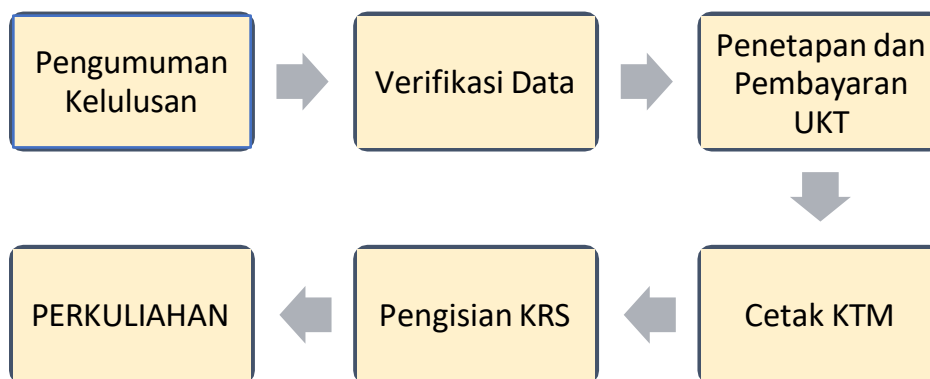 Pengumuman
Kelulusan
Verifikasi Data
Penetapan dan
Pembayaran
UKT
Cetak KTM
Pengisian KRS
PERKULIAHAN